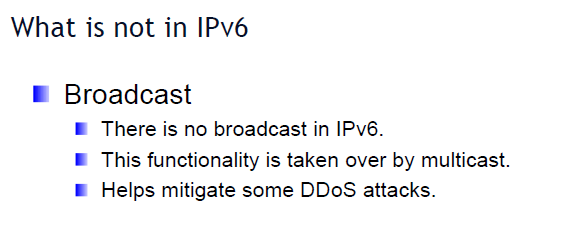 What is not in IPv6
Broadcast
There is no broadcast in IPv6.
This functionality is taken over by multicast.
Helps mitigate some DDoS attacks.